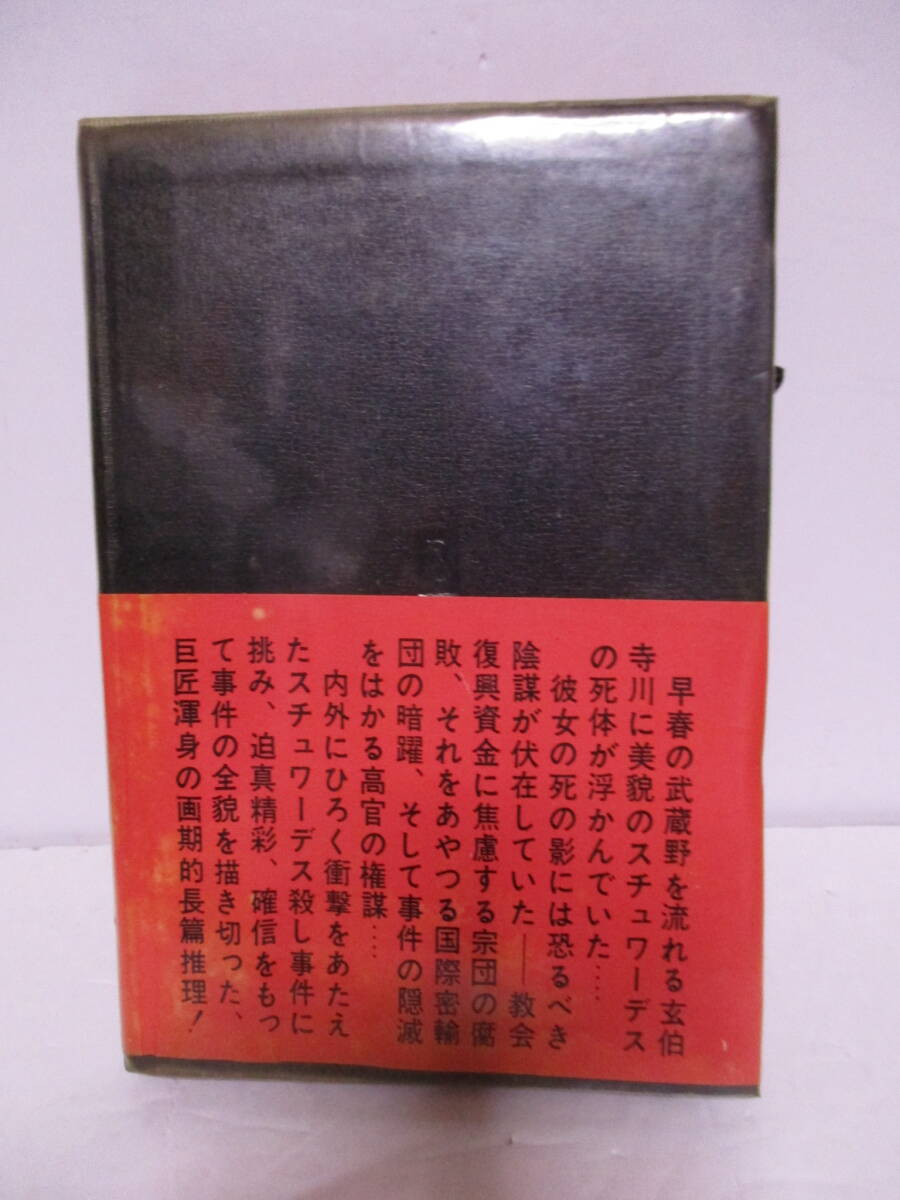 早春の武蔵野を流れる玄伯
寺川に美貌のスチュワーデス
の死体が浮かんでいた‥‥
彼女の死の影には恐るべき
陰謀が伏在していた──教会
復興資金に焦慮する宗団の腐
敗、それをあやつる国際密輸
団の暗躍、そして事件の隠滅
をはかる高官の権謀‥‥
内外にひろく衝撃をあたえ
たスチュワーデス殺し事件に
挑み、迫真精彩、確信をもっ
て事件の全貌を描き切った、
巨匠渾身の画期的長篇推理！